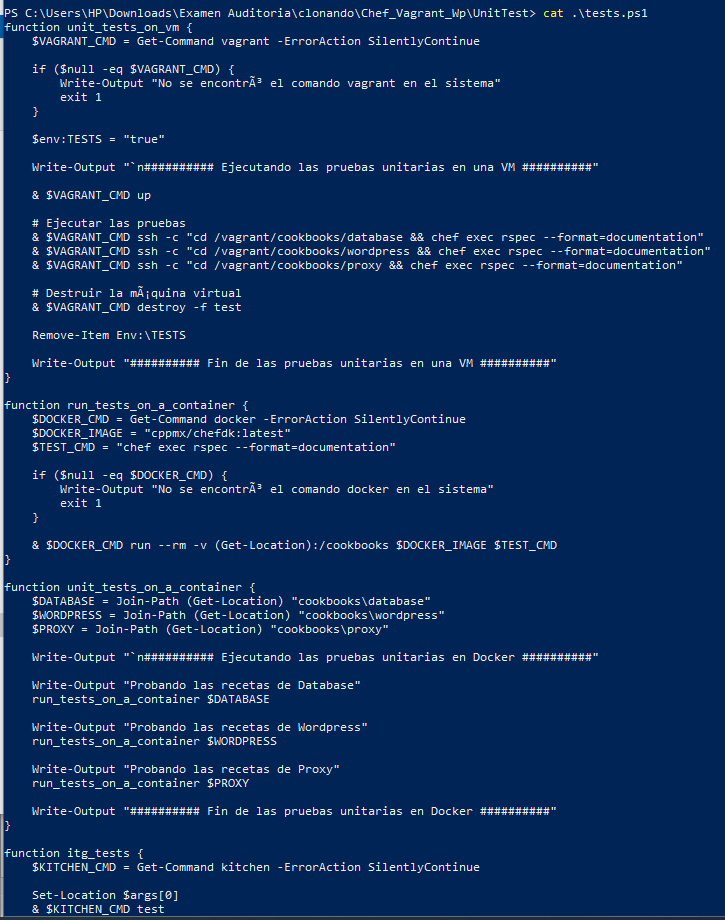 PS C:\Users\HP\Downloads\Examen Auditoria\clonando\Chef_Vagrant_Wp\UnitTest> cat .\tests.ps1
function unit_tests_on_vm {
    $VAGRANT_CMD = Get-Command vagrant -ErrorAction SilentlyContinue

    if ($null -eq $VAGRANT_CMD) {
        Write-Output "No se encontrÃ³ el comando vagrant en el sistema"
        exit 1
    }

    $env:TESTS = "true"

    Write-Output "`n########## Ejecutando las pruebas unitarias en una VM ##########"

    & $VAGRANT_CMD up

    # Ejecutar las pruebas
    & $VAGRANT_CMD ssh -c "cd /vagrant/cookbooks/database && chef exec rspec --format=documentation"
    & $VAGRANT_CMD ssh -c "cd /vagrant/cookbooks/wordpress && chef exec rspec --format=documentation"
    & $VAGRANT_CMD ssh -c "cd /vagrant/cookbooks/proxy && chef exec rspec --format=documentation"

    # Destruir la mÃ¡quina virtual
    & $VAGRANT_CMD destroy -f test

    Remove-Item Env:\TESTS

    Write-Output "########## Fin de las pruebas unitarias en una VM ##########"
}

function run_tests_on_a_container {
    $DOCKER_CMD = Get-Command docker -ErrorAction SilentlyContinue
    $DOCKER_IMAGE = "cppmx/chefdk:latest"
    $TEST_CMD = "chef exec rspec --format=documentation"

    if ($null -eq $DOCKER_CMD) {
        Write-Output "No se encontrÃ³ el comando docker en el sistema"
        exit 1
    }

    & $DOCKER_CMD run --rm -v (Get-Location):/cookbooks $DOCKER_IMAGE $TEST_CMD
}

function unit_tests_on_a_container {
    $DATABASE = Join-Path (Get-Location) "cookbooks\database"
    $WORDPRESS = Join-Path (Get-Location) "cookbooks\wordpress"
    $PROXY = Join-Path (Get-Location) "cookbooks\proxy"

    Write-Output "`n########## Ejecutando las pruebas unitarias en Docker ##########"

    Write-Output "Probando las recetas de Database"
    run_tests_on_a_container $DATABASE

    Write-Output "Probando las recetas de Wordpress"
    run_tests_on_a_container $WORDPRESS

    Write-Output "Probando las recetas de Proxy"
    run_tests_on_a_container $PROXY

    Write-Output "########## Fin de las pruebas unitarias en Docker ##########"
}

function itg_tests {
    $KITCHEN_CMD = Get-Command kitchen -ErrorAction SilentlyContinue

    Set-Location $args[0]
    & $KITCHEN_CMD test